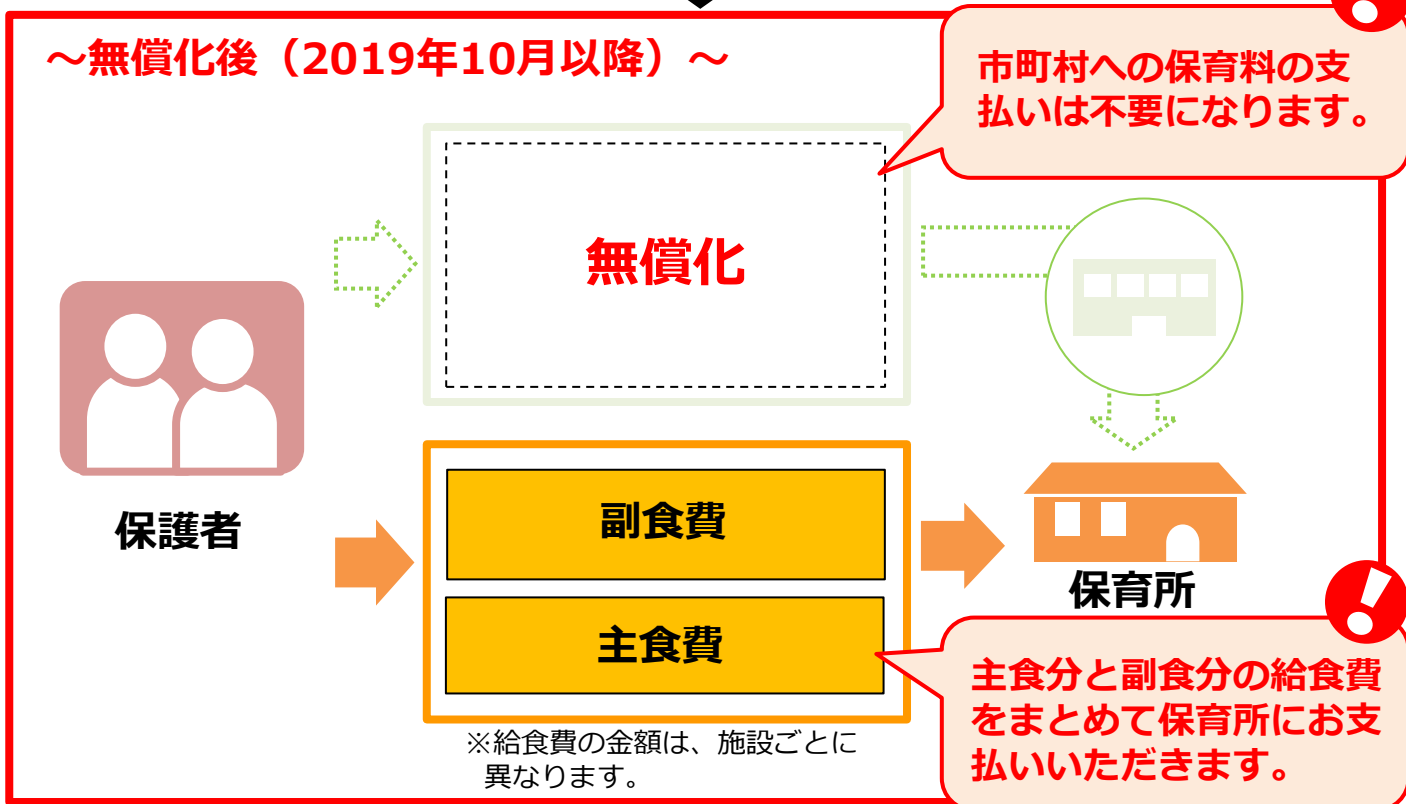 ～無償化後（2019年10月以降）～
市町村への保育料の支
払いは不要になります。
無償化
保護者
副食費
主食費
保育所
※給食費の金額は、施設ごとに
異なります。
主食分と副食分の給食費
をまとめて保育所にお支
払いいただきます。